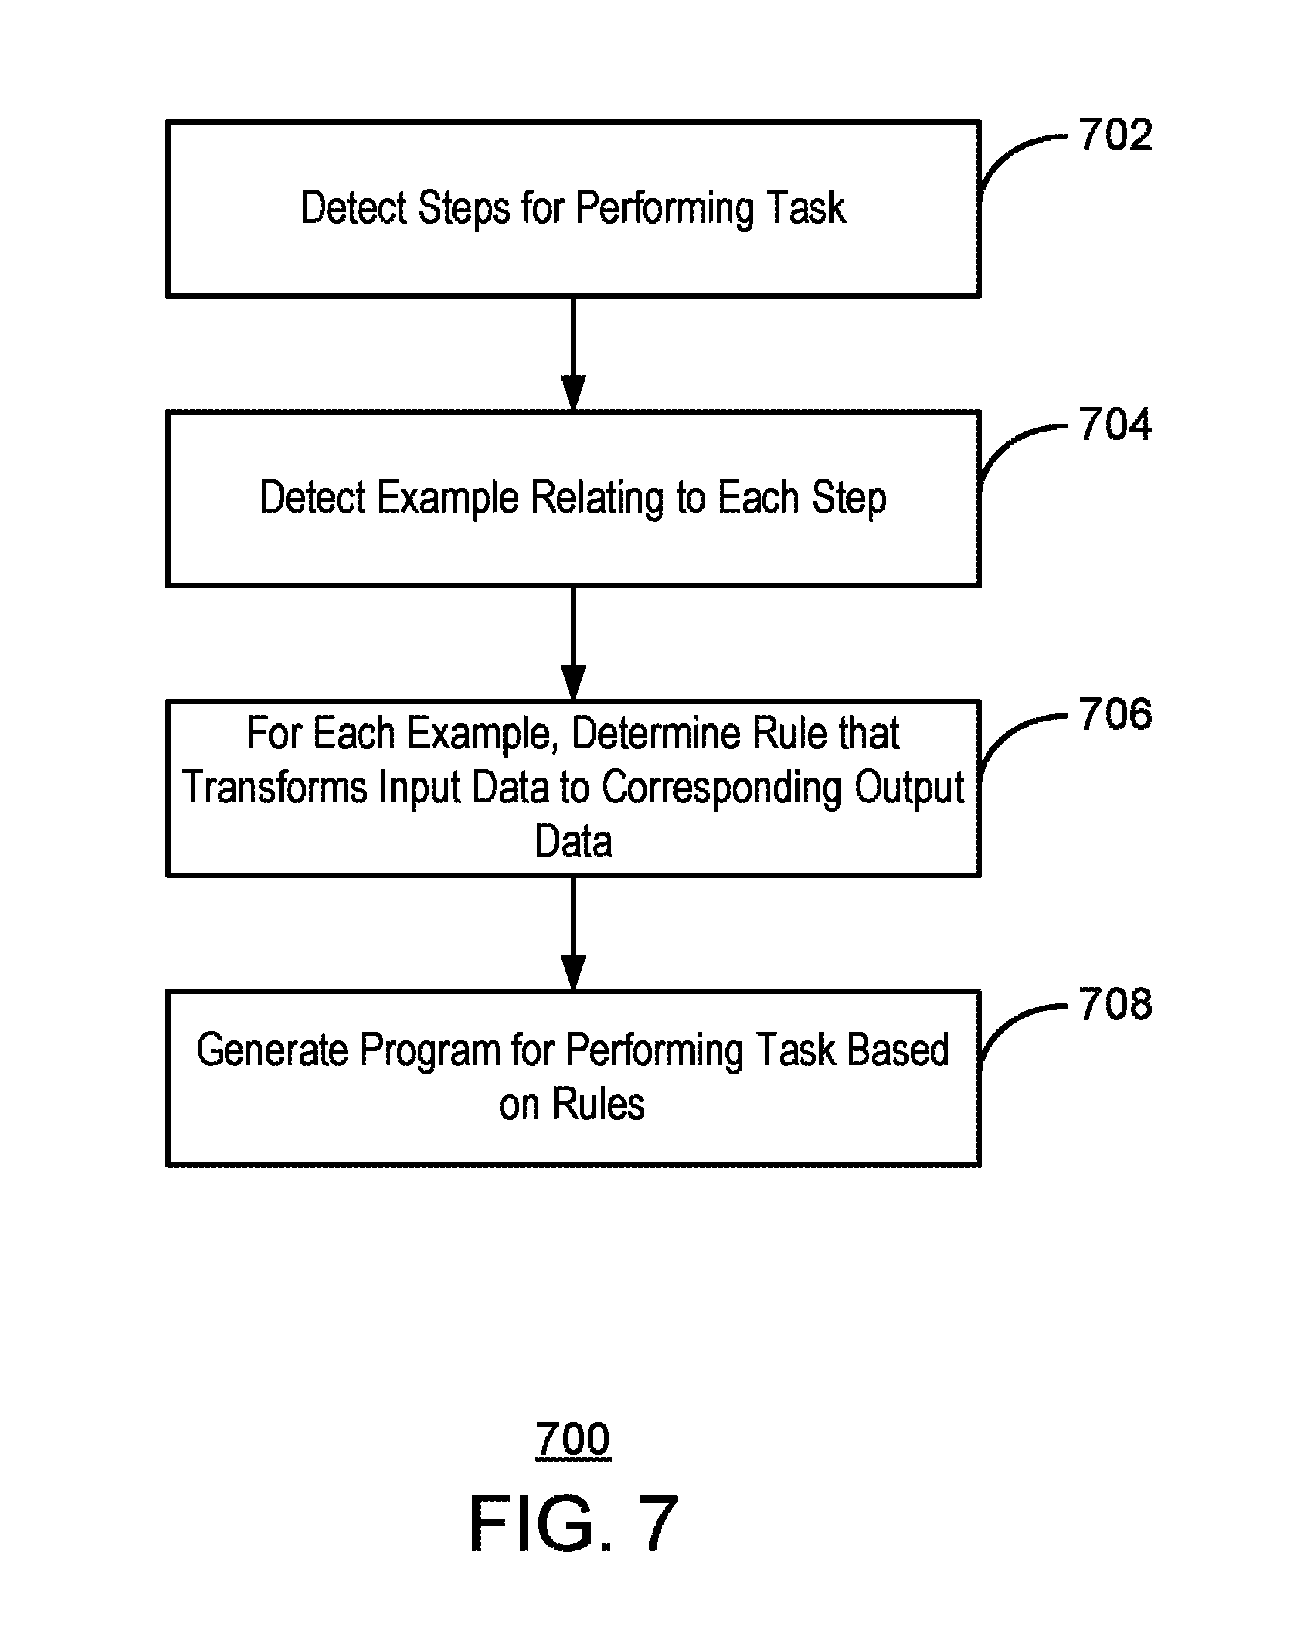 702
Detect Steps for Performing Task
704
Detect Example Relating to Each Step
706
For Each Example, Determine Rule that
Transforms Input Data to Corresponding Output
Data
708
Generate Program for Performing Task Based
on Rules
700
FIG. 7